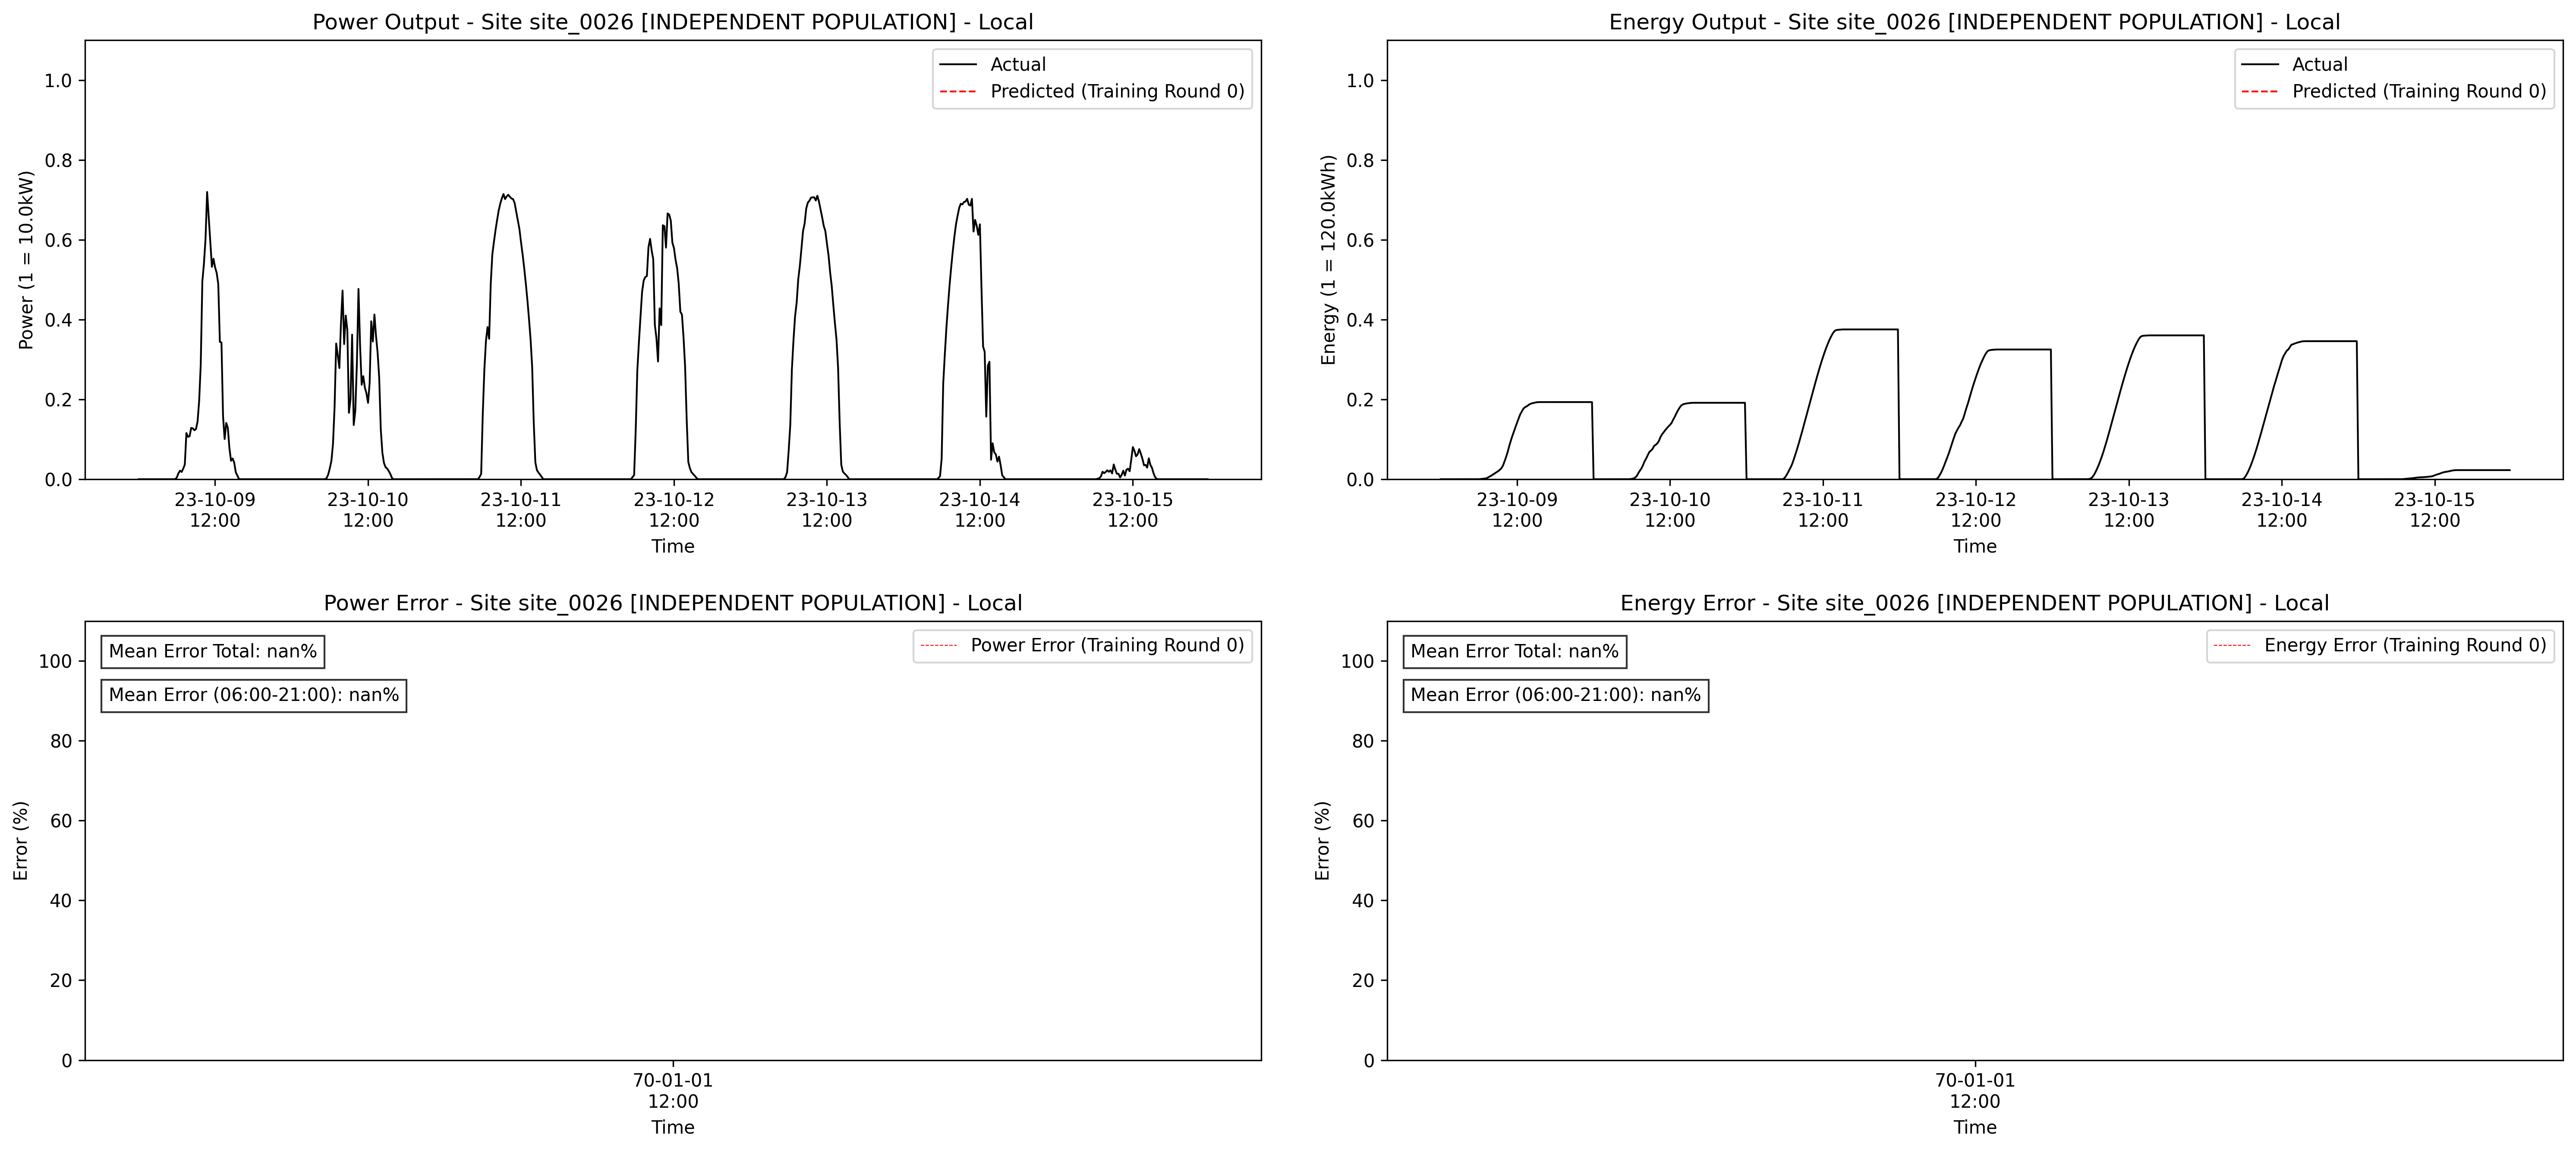 Power Output - Site site_0026 [INDEPENDENT POPULATION] - Local
Actual
Predicted (Training Round 0)
Power (1 = 10.0kW)
1.0
0.8
0.6
0.4
0.2
0.0
23-10-09
12:00
23-10-10
12:00
23-10-11
12:00
23-10-12
12:00
23-10-13
12:00
23-10-14
12:00
23-10-15
12:00
Time
Energy Output - Site site_0026 [INDEPENDENT POPULATION] - Local
Actual
Predicted (Training Round 0)
Energy (1 = 120.0kWh)
1.0
0.8
0.6
0.4
0.2
0.0
23-10-09
12:00
23-10-10
12:00
23-10-11
12:00
23-10-12
12:00
23-10-13
12:00
23-10-14
12:00
23-10-15
12:00
Time
Power Error - Site site_0026 [INDEPENDENT POPULATION] - Local
Mean Error Total: nan%
Mean Error (06:00-21:00): nan%
Power Error (Training Round 0)
Error (%)
100
80
60
40
20
0
70-01-01
12:00
Time
Energy Error - Site site_0026 [INDEPENDENT POPULATION] - Local
Mean Error Total: nan%
Mean Error (06:00-21:00): nan%
Energy Error (Training Round 0)
Error (%)
100
80
60
40
20
0
70-01-01
12:00
Time